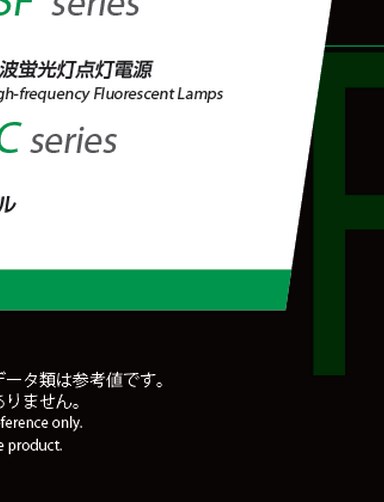 SF series
波蛍光灯点灯電源
gh-frequency Fluorescent Lamps
C series
ル
データ類は参考値です。
ありません。
ference only.
e product.